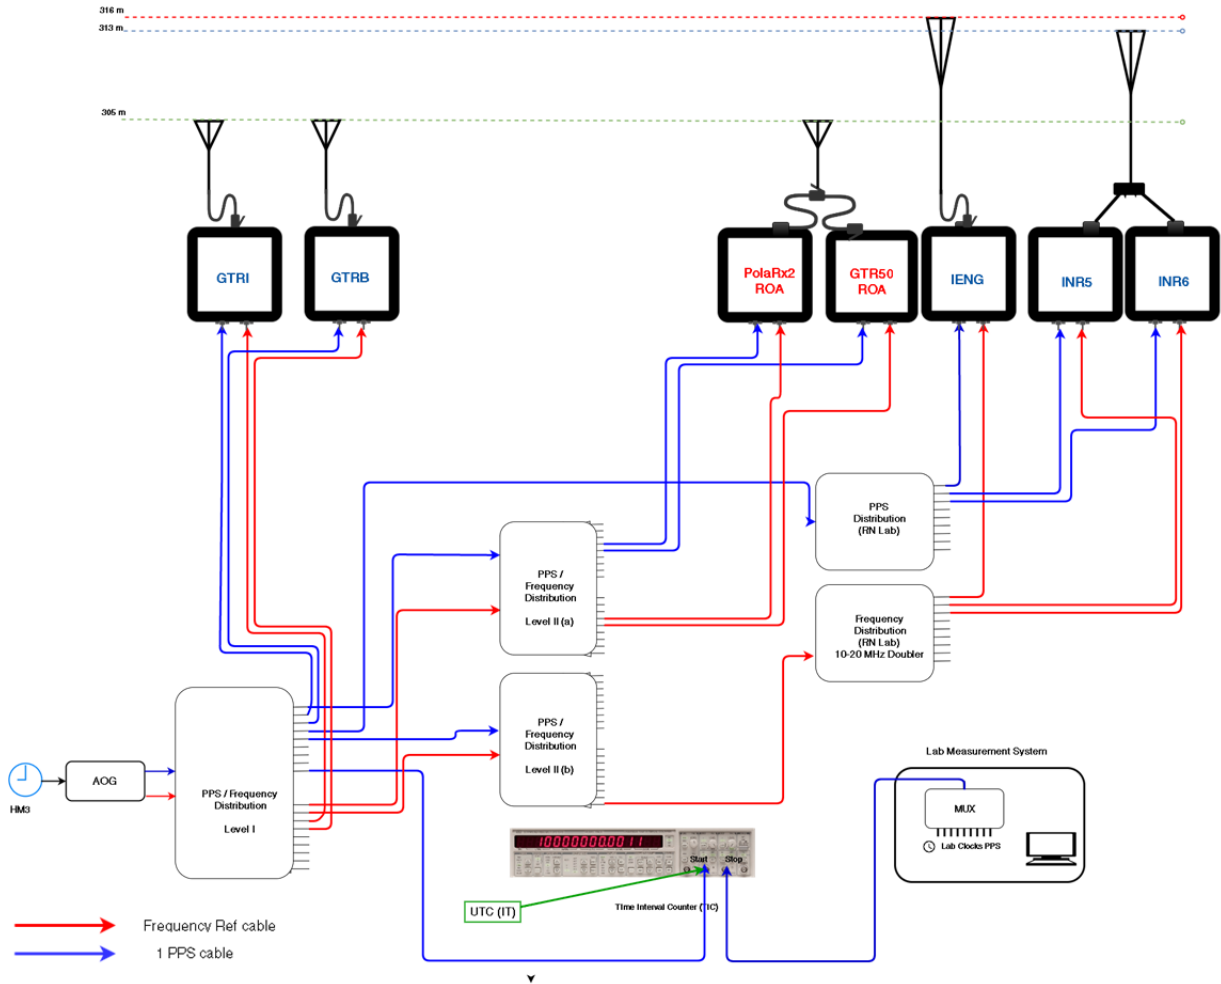 316 m
313 m
305 m
GTRI
GTRB
PolaRx2
ROA
GTR50
ROA
IENG
INR5
INR6
PPS
Distribution
(RN Lab)
PPS /
Frequency
Distribution
Level II (a)
Frequency
Distribution
(RN Lab)
10-20 MHz Doubler
PPS /
Frequency
Distribution
Level II (b)
HM3
AOG
PPS / Frequency
Distribution
Level I
Lab Measurement System
MUX
Lab Clocks PPS
Start
Stop
UTC (IT)
Time Interval Counter (TIC)
Frequency Ref cable
1 PPS cable